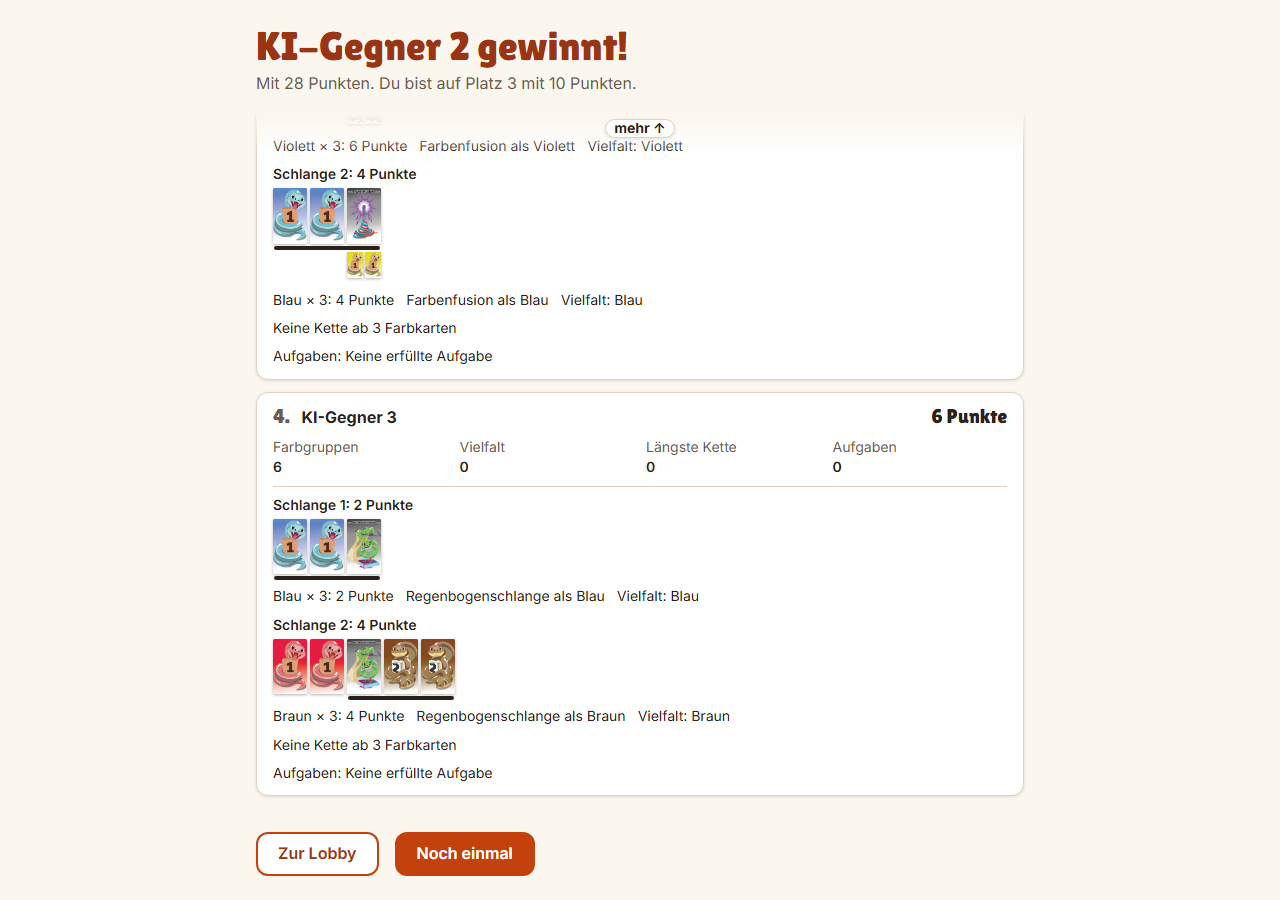 KI-Gegner 2 gewinnt!
Mit 28 Punkten. Du bist auf Platz 3 mit 10 Punkten.
mehr ↑
Violett × 3: 6 Punkte Farbenfusion als Violett Vielfalt: Violett
Schlange 2: 4 Punkte
1 1
1 1
Blau × 3: 4 Punkte Farbenfusion als Blau Vielfalt: Blau
Keine Kette ab 3 Farbkarten
Aufgaben: Keine erfüllte Aufgabe
4. KI-Gegner 3 6 Punkte
Farbgruppen Vielfalt Längste Kette Aufgaben
6 0 0 0
Schlange 1: 2 Punkte
1 1
Blau × 3: 2 Punkte Regenbogenschlange als Blau Vielfalt: Blau
Schlange 2: 4 Punkte
1 1 2 2
Braun × 3: 4 Punkte Regenbogenschlange als Braun Vielfalt: Braun
Keine Kette ab 3 Farbkarten
Aufgaben: Keine erfüllte Aufgabe
Zur Lobby Noch einmal